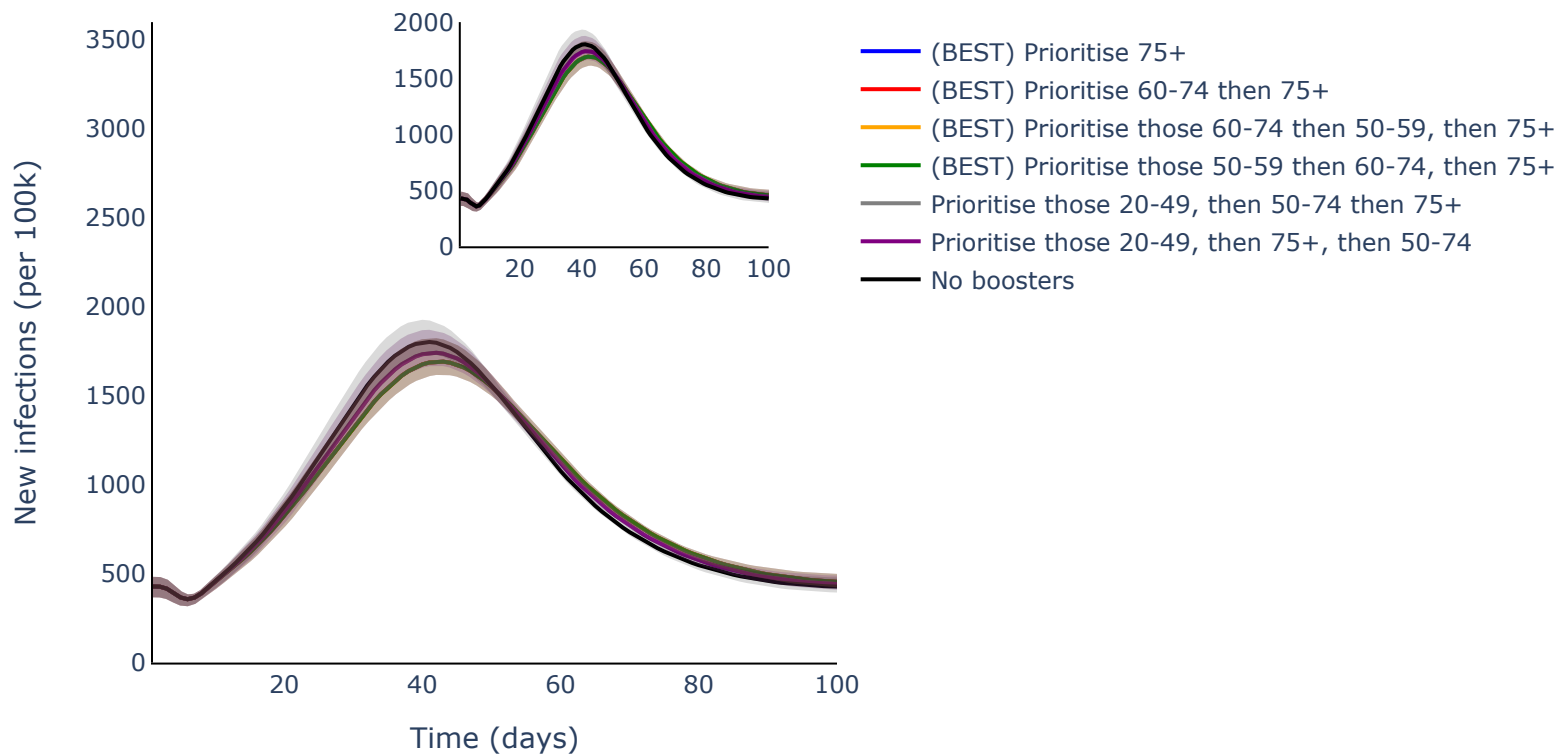 3500
3000
2500
2000
1500
1000
500
0
20
40
60
80
100
New infections (per 100k)
Time (days)
2000
1500
1000
500
0
20
40
60
80
100
(BEST) Prioritise 75+
(BEST) Prioritise 60-74 then 75+
(BEST) Prioritise those 60-74 then 50-59, then 75+
(BEST) Prioritise those 50-59 then 60-74, then 75+
Prioritise those 20-49, then 50-74 then 75+
Prioritise those 20-49, then 75+, then 50-74
No boosters